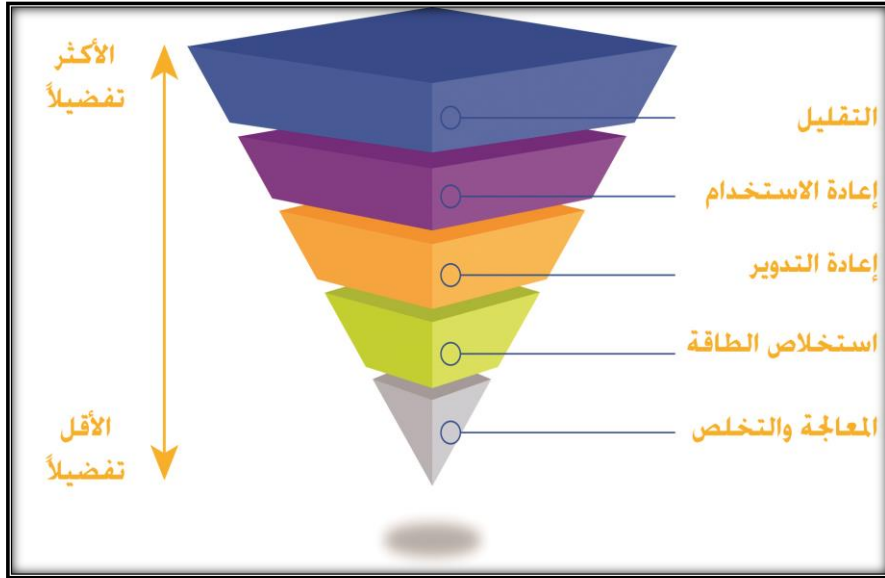 الأكثر
تفضيلاً
التقليل
إعادة الاستخدام
إعادة التدوير
استخلاص الطاقة
المعالجة والتخلص
الأقل
تفضيلاً